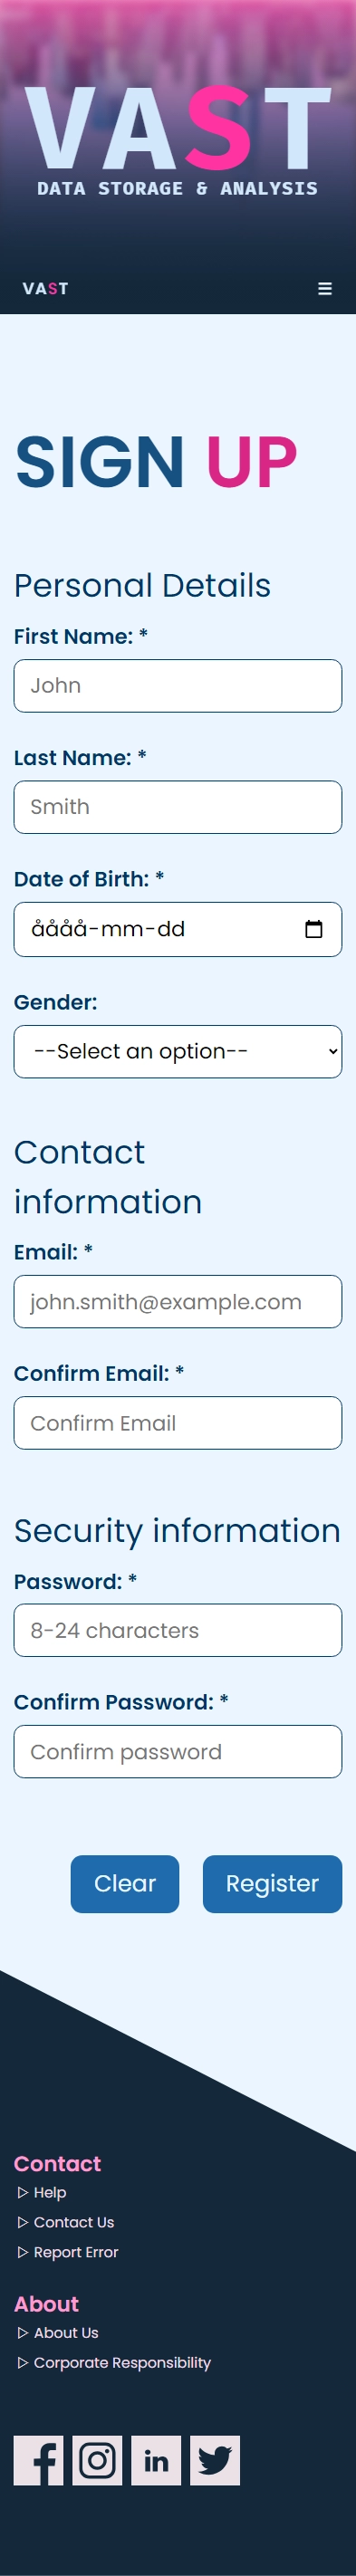 VAST
DATA STORAGE & ANALYSIS
VAST
SIGN UP
Personal Details
First Name: *
John
Last Name: *
Smith
Date of Birth: *
åååå-mm-dd
Gender:
--Select an option--
Contact
information
Email: *
john.smith@example.com
Confirm Email: *
Confirm Email
Security information
Password: *
8-24 characters
Confirm Password: *
Confirm password
Clear Register
Contact
Help
Contact Us
Report Error
About
About Us
Corporate Responsibility